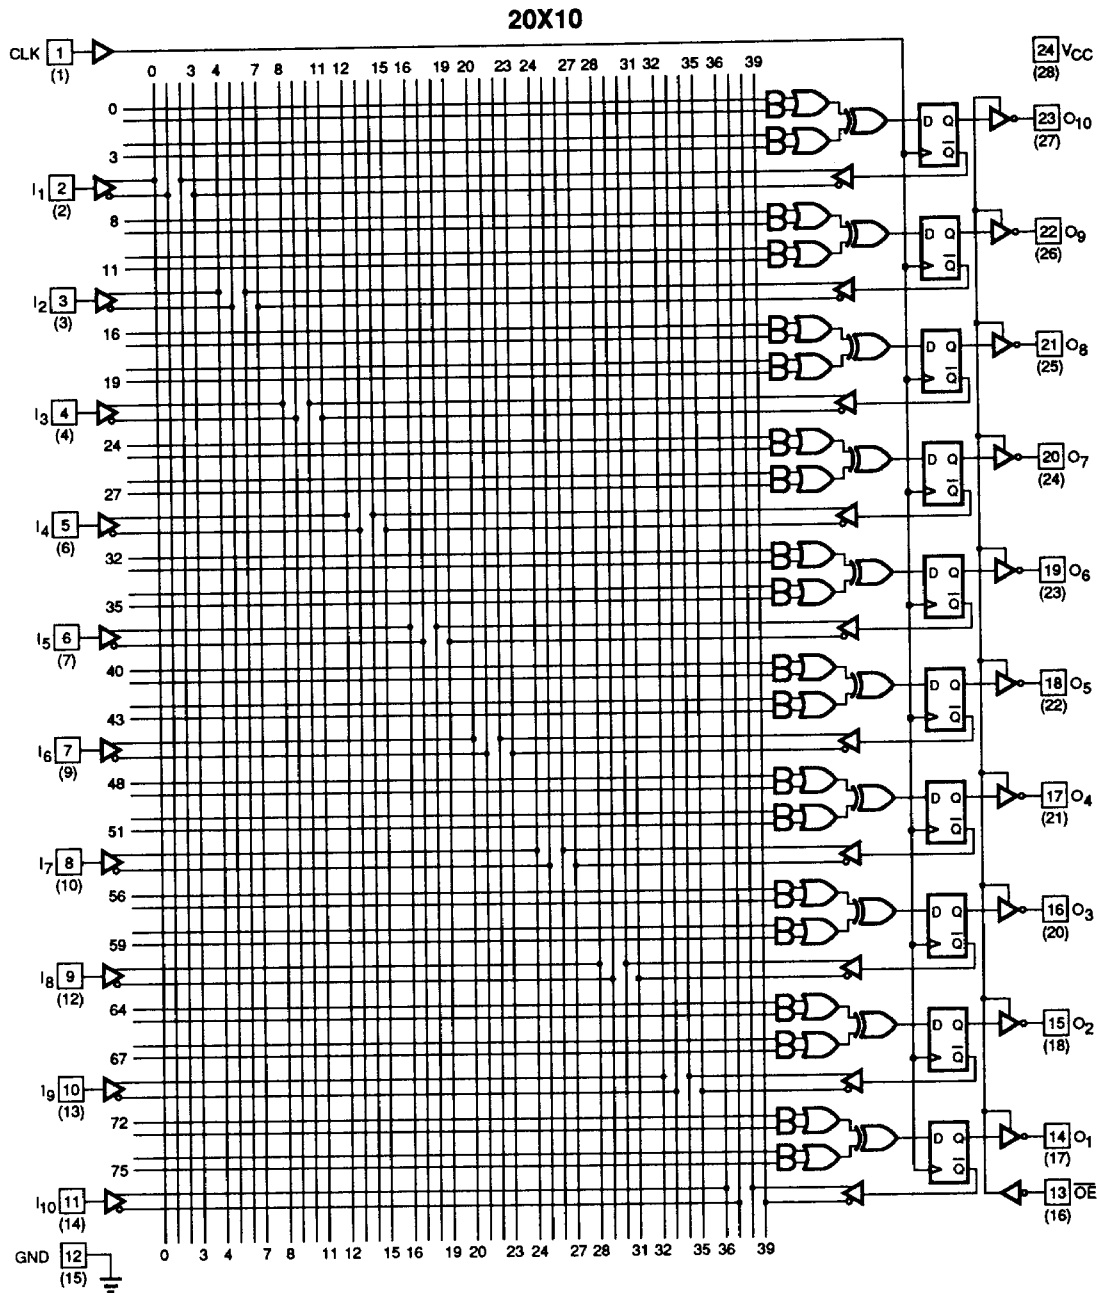 20X10
CLK 1 (1)
24 VCC (28)
0 3 4 7 8 11 12 15 16 19 20 23 24 27 28 31 32 35 36 39
0
D Q Q̅
23 O10 (27)
3
I1 2 (2)
8
D Q Q̅
22 O9 (26)
11
I2 3 (3)
16
D Q Q̅
21 O8 (25)
19
I3 4 (4)
24
D Q Q̅
20 O7 (24)
27
I4 5 (6)
32
D Q Q̅
19 O6 (23)
35
I5 6 (7)
40
D Q Q̅
18 O5 (22)
43
I6 7 (9)
48
D Q Q̅
17 O4 (21)
51
I7 8 (10)
56
D Q Q̅
16 O3 (20)
59
I8 9 (12)
64
D Q Q̅
15 O2 (18)
67
I9 10 (13)
72
D Q Q̅
14 O1 (17)
75
I10 11 (14)
13 O̅E̅ (16)
0 3 4 7 8 11 12 15 16 19 20 23 24 27 28 31 32 35 36 39
GND 12 (15)